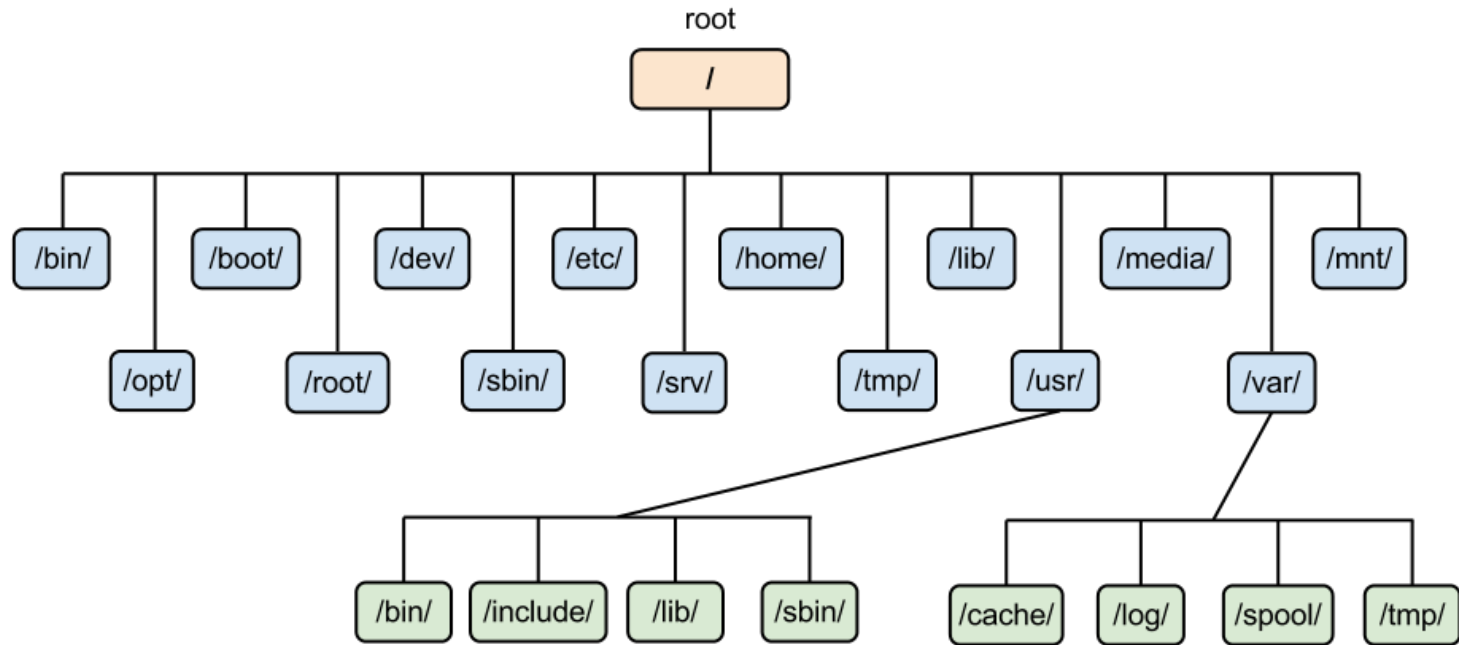 root
/
/bin/ /boot/ /dev/ /etc/ /home/ /lib/ /media/ /mnt/
/opt/ /root/ /sbin/ /srv/ /tmp/ /usr/ /var/
/bin/ /include/ /lib/ /sbin/ /cache/ /log/ /spool/ /tmp/